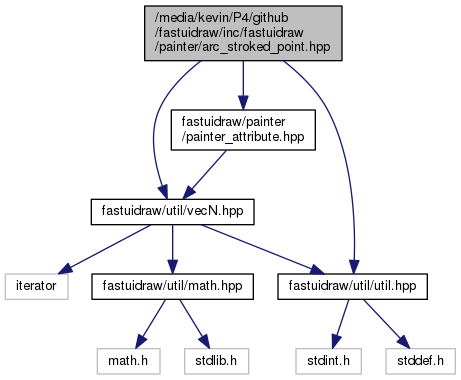 /media/kevin/P4/github
/fastuidraw/inc/fastuidraw
/painter/arc_stroked_point.hpp
fastuidraw/painter
/painter_attribute.hpp
fastuidraw/util/vecN.hpp
iterator
fastuidraw/util/math.hpp
fastuidraw/util/util.hpp
math.h
stdlib.h
stdint.h
stddef.h